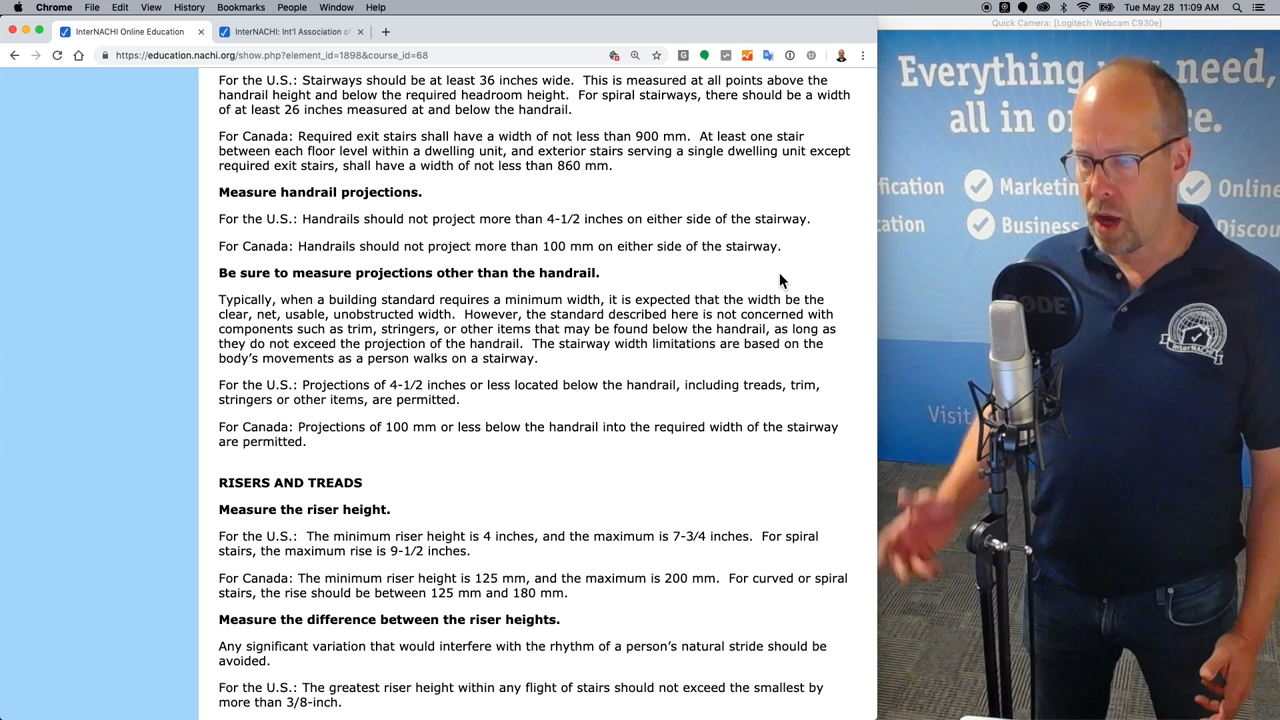 Chrome File Edit View History Bookmarks People Window Help Tue May 28 11:09 AM
Quick Camera: [Logitech Webcam C930e]
InterNACHI Online Education InterNACHI: Int'l Association of
https://education.nachi.org/show.php?element_id=1898&course_id=68
For the U.S.: Stairways should be at least 36 inches wide. This is measured at all points above the
handrail height and below the required headroom height. For spiral stairways, there should be a width
of at least 26 inches measured at and below the handrail.
For Canada: Required exit stairs shall have a width of not less than 900 mm. At least one stair
between each floor level within a dwelling unit, and exterior stairs serving a single dwelling unit except
required exit stairs, shall have a width of not less than 860 mm.
Measure handrail projections.
For the U.S.: Handrails should not project more than 4-1/2 inches on either side of the stairway.
For Canada: Handrails should not project more than 100 mm on either side of the stairway.
Be sure to measure projections other than the handrail.
Typically, when a building standard requires a minimum width, it is expected that the width be the
clear, net, usable, unobstructed width. However, the standard described here is not concerned with
components such as trim, stringers, or other items that may be found below the handrail, as long as
they do not exceed the projection of the handrail. The stairway width limitations are based on the
body's movements as a person walks on a stairway.
For the U.S.: Projections of 4-1/2 inches or less located below the handrail, including treads, trim,
stringers or other items, are permitted.
For Canada: Projections of 100 mm or less below the handrail into the required width of the stairway
are permitted.
RISERS AND TREADS
Measure the riser height.
For the U.S.: The minimum riser height is 4 inches, and the maximum is 7-3/4 inches. For spiral
stairs, the maximum rise is 9-1/2 inches.
For Canada: The minimum riser height is 125 mm, and the maximum is 200 mm. For curved or spiral
stairs, the rise should be between 125 mm and 180 mm.
Measure the difference between the riser heights.
Any significant variation that would interfere with the rhythm of a person's natural stride should be
avoided.
For the U.S.: The greatest riser height within any flight of stairs should not exceed the smallest by
more than 3/8-inch.
Everything need,
all in
Online
Business
Visit
RODE
InterNACHI